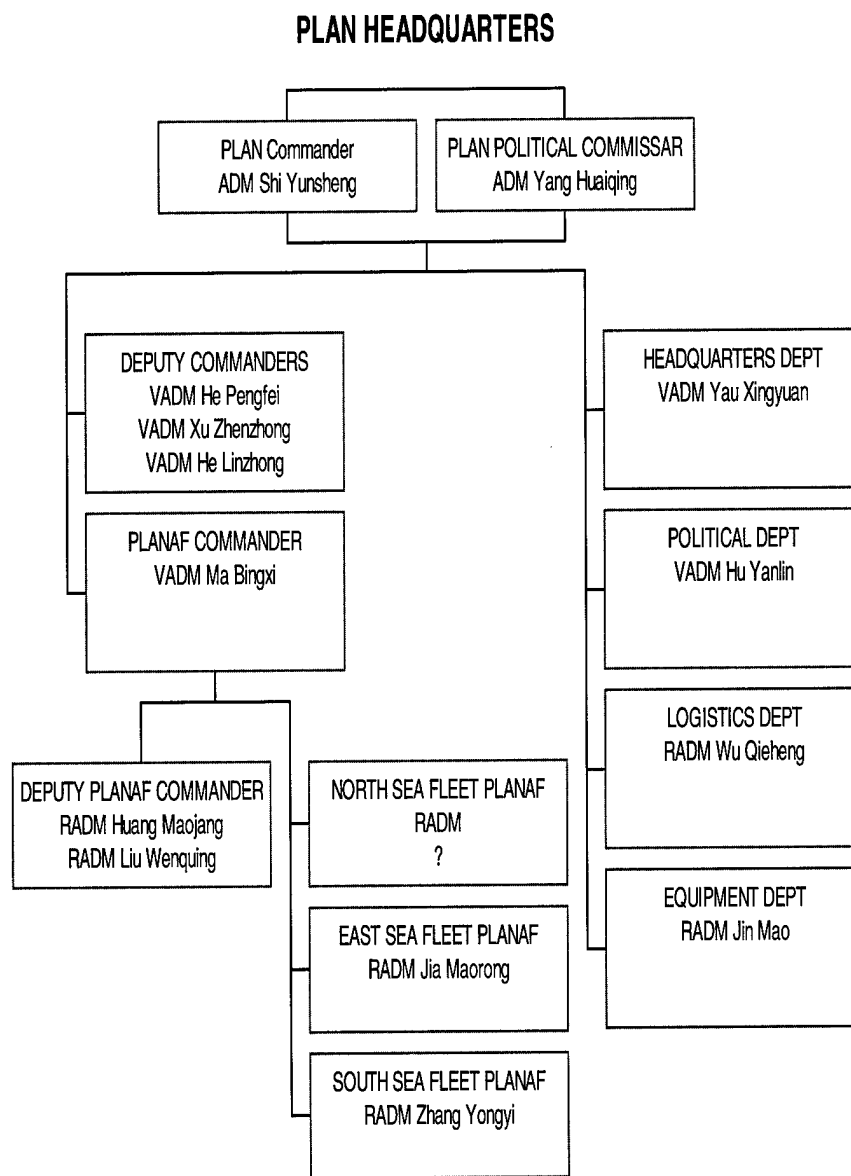 PLAN HEADQUARTERS
PLAN Commander
ADM Shi Yunsheng
PLAN POLITICAL COMMISSAR
ADM Yang Huaiqing
DEPUTY COMMANDERS
VADM He Pengfei
VADM Xu Zhenzhong
VADM He Linzhong
PLANAF COMMANDER
VADM Ma Bingxi
DEPUTY PLANAF COMMANDER
RADM Huang Maojang
RADM Liu Wenquing
NORTH SEA FLEET PLANAF
RADM
?
EAST SEA FLEET PLANAF
RADM Jia Maorong
SOUTH SEA FLEET PLANAF
RADM Zhang Yongyi
HEADQUARTERS DEPT
VADM Yau Xingyuan
POLITICAL DEPT
VADM Hu Yanlin
LOGISTICS DEPT
RADM Wu Qieheng
EQUIPMENT DEPT
RADM Jin Mao